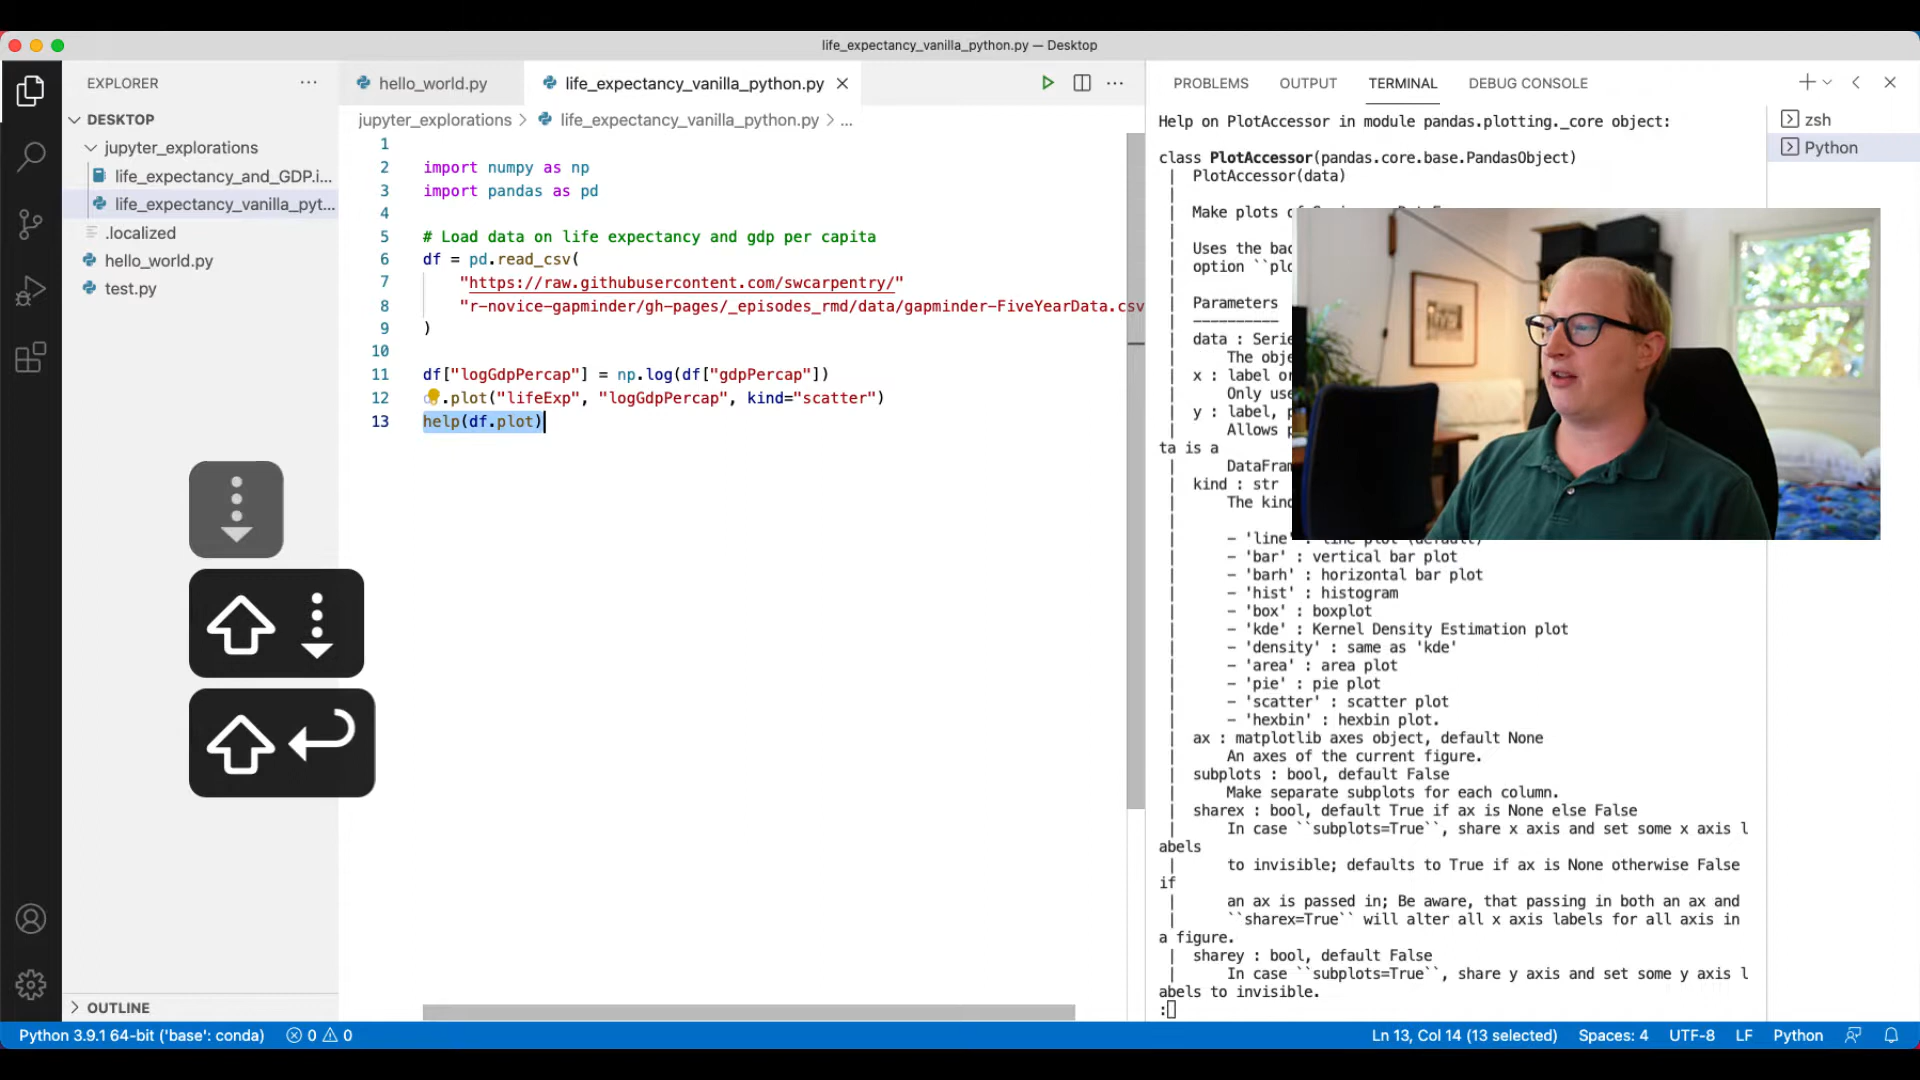 life_expectancy_vanilla_python.py — Desktop
EXPLORER
DESKTOP
jupyter_explorations
life_expectancy_and_GDP.i...
life_expectancy_vanilla_pyt...
.localized
hello_world.py
test.py
OUTLINE
hello_world.py
life_expectancy_vanilla_python.py
jupyter_explorations > life_expectancy_vanilla_python.py > ...
1
2 import numpy as np
3 import pandas as pd
4
5 # Load data on life expectancy and gdp per capita
6 df = pd.read_csv(
7 "https://raw.githubusercontent.com/swcarpentry/"
8 "r-novice-gapminder/gh-pages/_episodes_rmd/data/gapminder-FiveYearData.csv
9 )
10
11 df["logGdpPercap"] = np.log(df["gdpPercap"])
12 .plot("lifeExp", "logGdpPercap", kind="scatter")
13 help(df.plot)
PROBLEMS OUTPUT TERMINAL DEBUG CONSOLE
zsh
Python
Help on PlotAccessor in module pandas.plotting._core object:
class PlotAccessor(pandas.core.base.PandasObject)
| PlotAccessor(data)
|
| Make plots
|
| Uses the bac
| option ``plo
|
| Parameters
| ----------
| data : Serie
| The obje
| x : label or
| Only use
| y : label, p
| Allows p
ta is a
| DataFram
| kind : str
| The kind
|
| - 'line' : line plot (default)
| - 'bar' : vertical bar plot
| - 'barh' : horizontal bar plot
| - 'hist' : histogram
| - 'box' : boxplot
| - 'kde' : Kernel Density Estimation plot
| - 'density' : same as 'kde'
| - 'area' : area plot
| - 'pie' : pie plot
| - 'scatter' : scatter plot
| - 'hexbin' : hexbin plot.
| ax : matplotlib axes object, default None
| An axes of the current figure.
| subplots : bool, default False
| Make separate subplots for each column.
| sharex : bool, default True if ax is None else False
| In case ``subplots=True``, share x axis and set some x axis l
abels
| to invisible; defaults to True if ax is None otherwise False
if
| an ax is passed in; Be aware, that passing in both an ax and
| ``sharex=True`` will alter all x axis labels for all axis in
a figure.
| sharey : bool, default False
| In case ``subplots=True``, share y axis and set some y axis l
abels to invisible.
:
Python 3.9.1 64-bit ('base': conda) 0 0 Ln 13, Col 14 (13 selected) Spaces: 4 UTF-8 LF Python